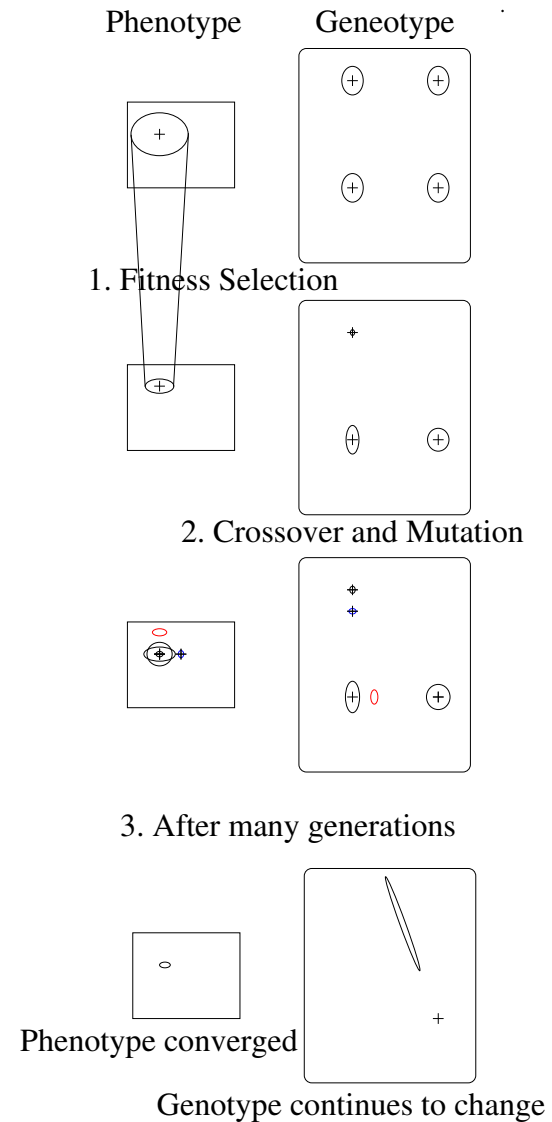 Phenotype
Geneotype
1. Fitness Selection
2. Crossover and Mutation
3. After many generations
Phenotype converged
Genotype continues to change